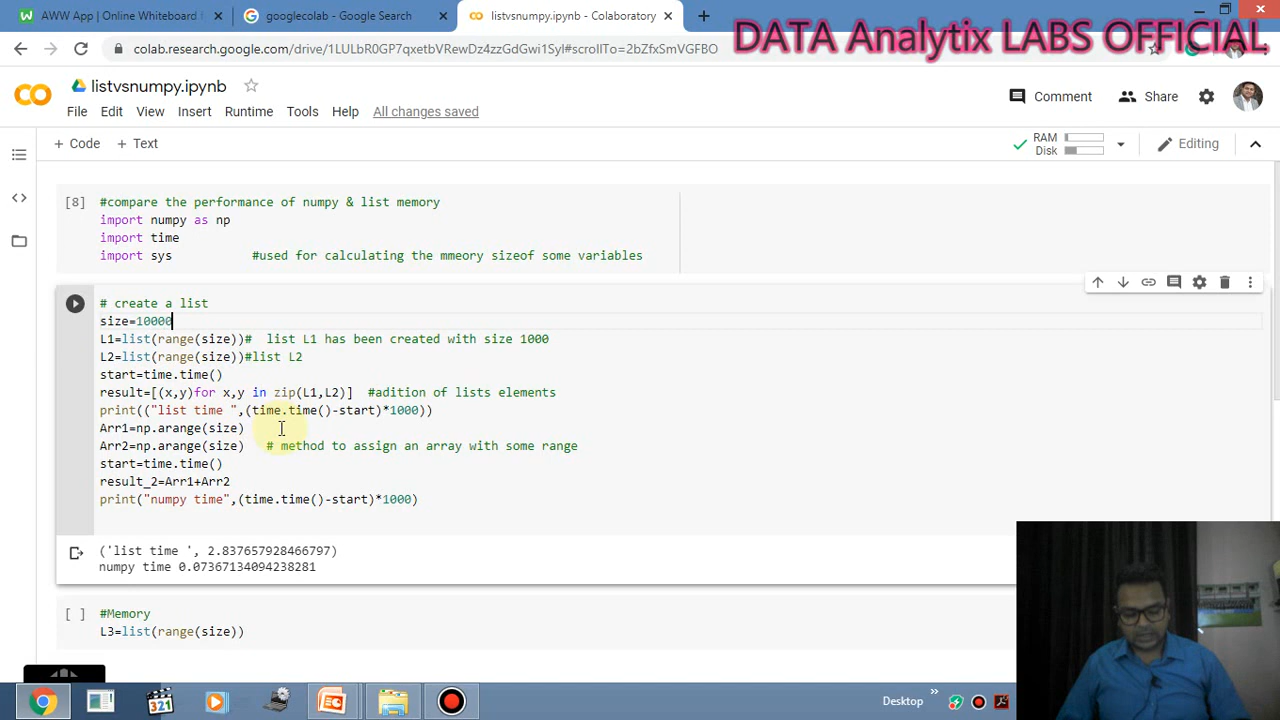 AWW App | Online Whiteboard
googlecolab - Google Search
listvsnumpy.ipynb - Colaboratory
DATA Analytix LABS OFFICIAL
colab.research.google.com/drive/1LULbR0GP7qxetbVRewDz4zzGdGwi1Syl#scrollTo=2bZfxSmVGFBO
listvsnumpy.ipynb
Comment
Share
File Edit View Insert Runtime Tools Help All changes saved
+ Code + Text
RAM
Disk
Editing
[8] #compare the performance of numpy & list memory
import numpy as np
import time
import sys #used for calculating the mmeory sizeof some variables
# create a list
size=10000
L1=list(range(size))# list L1 has been created with size 1000
L2=list(range(size))#list L2
start=time.time()
result=[(x,y)for x,y in zip(L1,L2)] #adition of lists elements
print(("list time ",(time.time()-start)*1000))
Arr1=np.arange(size)
Arr2=np.arange(size) # method to assign an array with some range
start=time.time()
result_2=Arr1+Arr2
print("numpy time",(time.time()-start)*1000)
('list time ', 2.837657928466797)
numpy time 0.07367134094238281
[ ] #Memory
L3=list(range(size))
321
Desktop